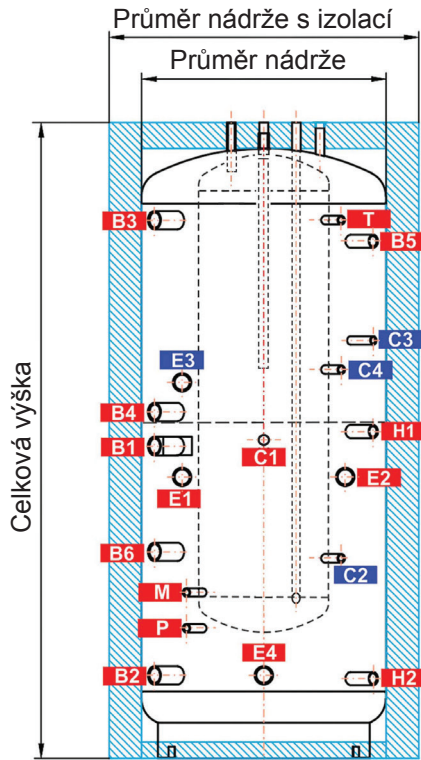 Průměr nádrže s izolací
Průměr nádrže
Celková výška
B3
T
B5
C3
C4
E3
B4
H1
B1
C1
E1
E2
B6
C2
M
P
B2
E4
H2